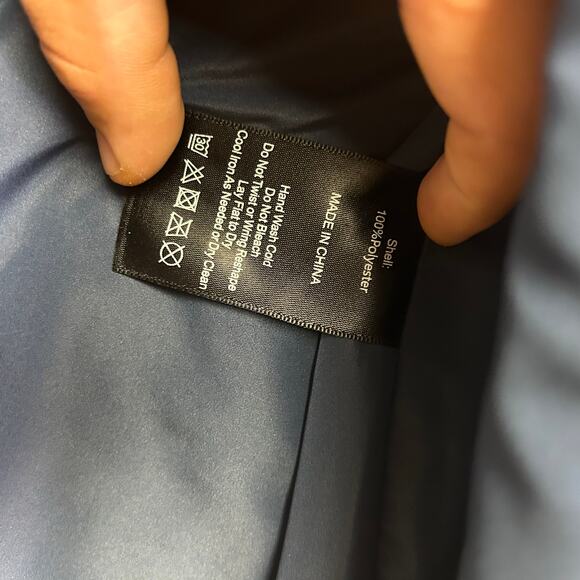 Shell:
100%Polyester
MADE IN CHINA
Hand Wash Cold
Do Not Bleach
Do Not Twist or Wring Reshape
Lay Flat to Dry
Cool Iron As Needed or Dry Clean
30